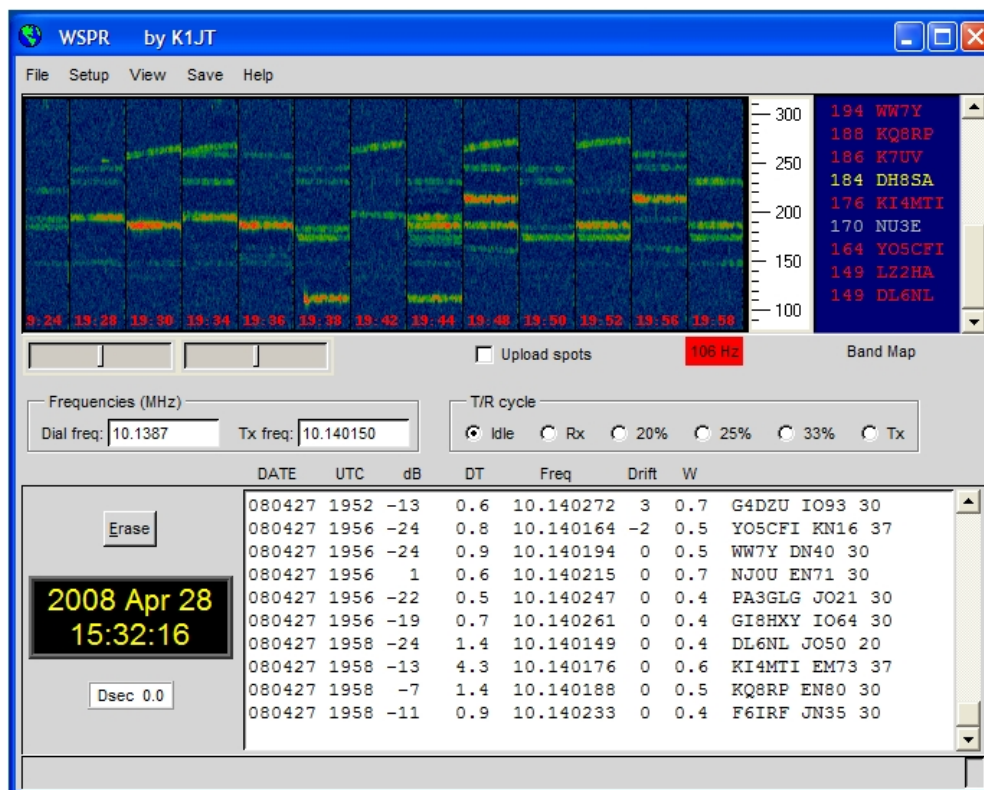 WSPR by K1JT
File Setup View Save Help
300
250
200
150
100
9:24 19:28 19:30 19:34 19:36 19:38 19:42 19:44 19:48 19:50 19:52 19:56 19:58
194 WW7Y
188 KQ8RP
186 K7UV
184 DH8SA
176 KI4MTI
170 NU3E
164 YO5CFI
149 LZ2HA
149 DL6NL
Upload spots 106 Hz Band Map
Frequencies (MHz)
Dial freq: 10.1387 Tx freq: 10.140150
T/R cycle
Idle Rx 20% 25% 33% Tx
DATE UTC dB DT Freq Drift W
080427 1952 -13 0.6 10.140272 3 0.7 G4DZU IO93 30
080427 1956 -24 0.8 10.140164 -2 0.5 YO5CFI KN16 37
080427 1956 -24 0.9 10.140194 0 0.5 WW7Y DN40 30
080427 1956 1 0.6 10.140215 0 0.7 NJ0U EN71 30
080427 1956 -22 0.5 10.140247 0 0.4 PA3GLG JO21 30
080427 1956 -19 0.7 10.140261 0 0.4 GI8HXY IO64 30
080427 1958 -24 1.4 10.140149 0 0.4 DL6NL JO50 20
080427 1958 -13 4.3 10.140176 0 0.6 KI4MTI EM73 37
080427 1958 -7 1.4 10.140188 0 0.5 KQ8RP EN80 30
080427 1958 -11 0.9 10.140233 0 0.4 F6IRF JN35 30
Erase
2008 Apr 28
15:32:16
Dsec 0.0